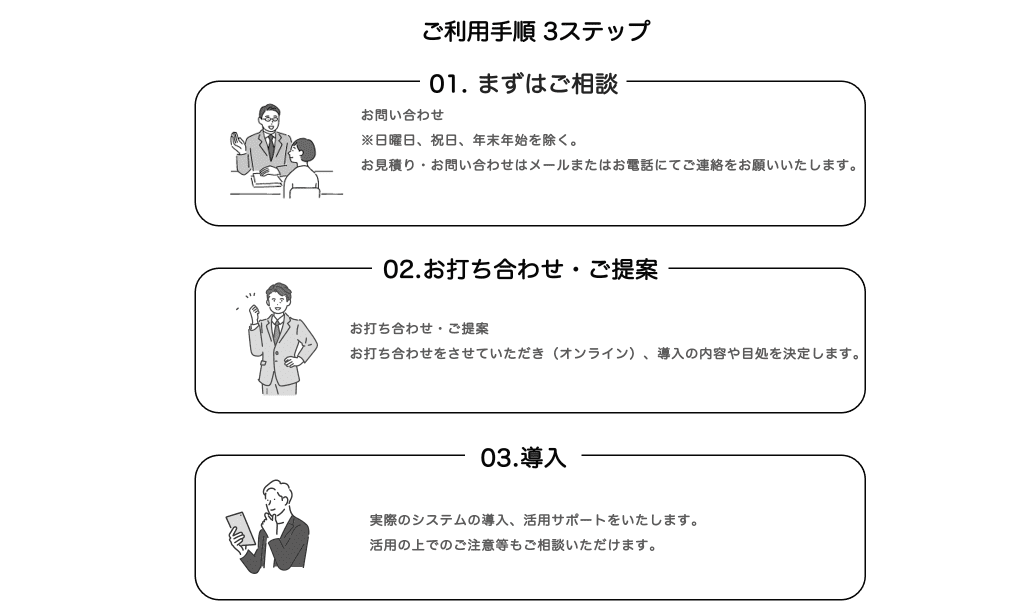 ご利用手順 3ステップ
01. まずはご相談
お問い合わせ
※日曜日、祝日、年末年始を除く。
お見積り・お問い合わせはメールまたはお電話にてご連絡をお願いいたします。
02.お打ち合わせ・ご提案
お打ち合わせ・ご提案
お打ち合わせをさせていただき（オンライン）、導入の内容や目処を決定します。
03.導入
実際のシステムの導入、活用サポートをいたします。
活用の上でのご注意等もご相談いただけます。